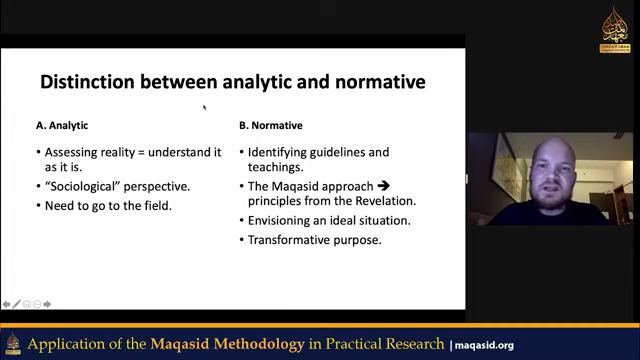 Distinction between analytic and normative
A. Analytic
• Assessing reality = understand it
as it is.
• “Sociological” perspective.
• Need to go to the field.
B. Normative
• Identifying guidelines and
teachings.
• The Maqasid approach 🡺
principles from the Revelation.
• Envisioning an ideal situation.
• Transformative purpose.
Application of the Maqasid Methodology in Practical Research | maqasid.org